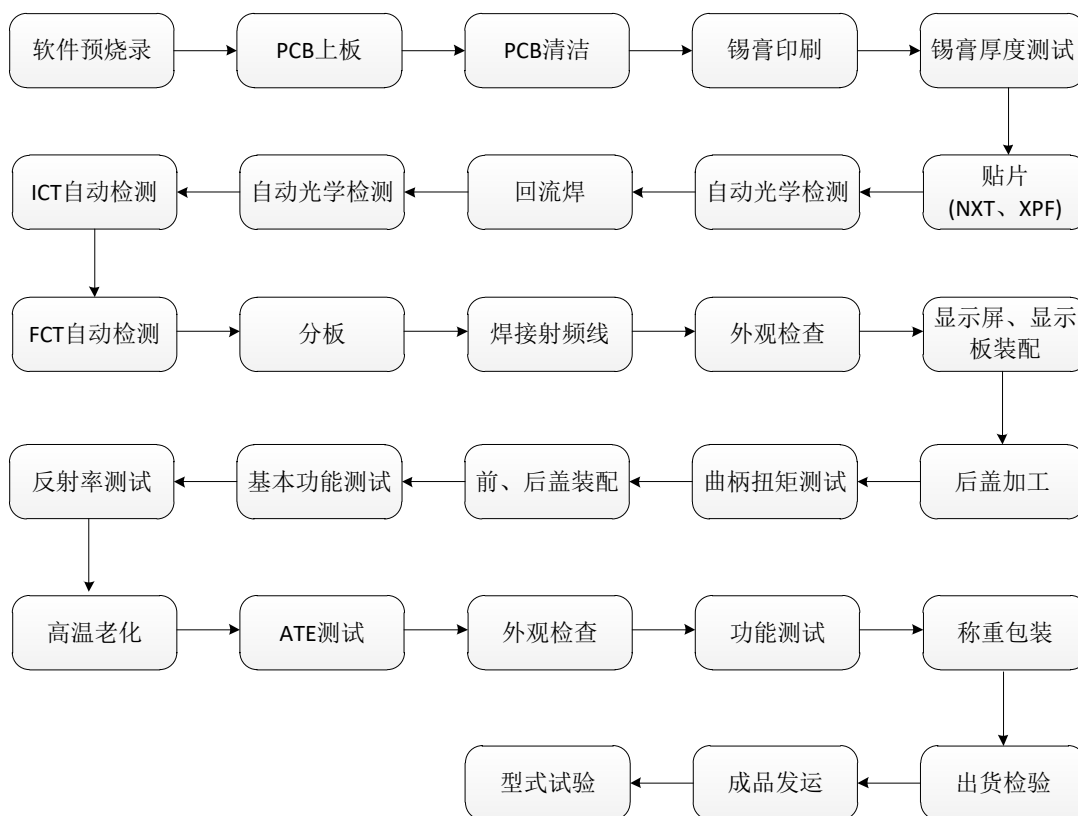 软件预烧录
PCB上板
PCB清洁
锡膏印刷
锡膏厚度测试
贴片
(NXT、XPF)
自动光学检测
回流焊
自动光学检测
ICT自动检测
FCT自动检测
分板
焊接射频线
外观检查
显示屏、显示
板装配
后盖加工
曲柄扭矩测试
前、后盖装配
基本功能测试
反射率测试
高温老化
ATE测试
外观检查
功能测试
称重包装
出货检验
成品发运
型式试验